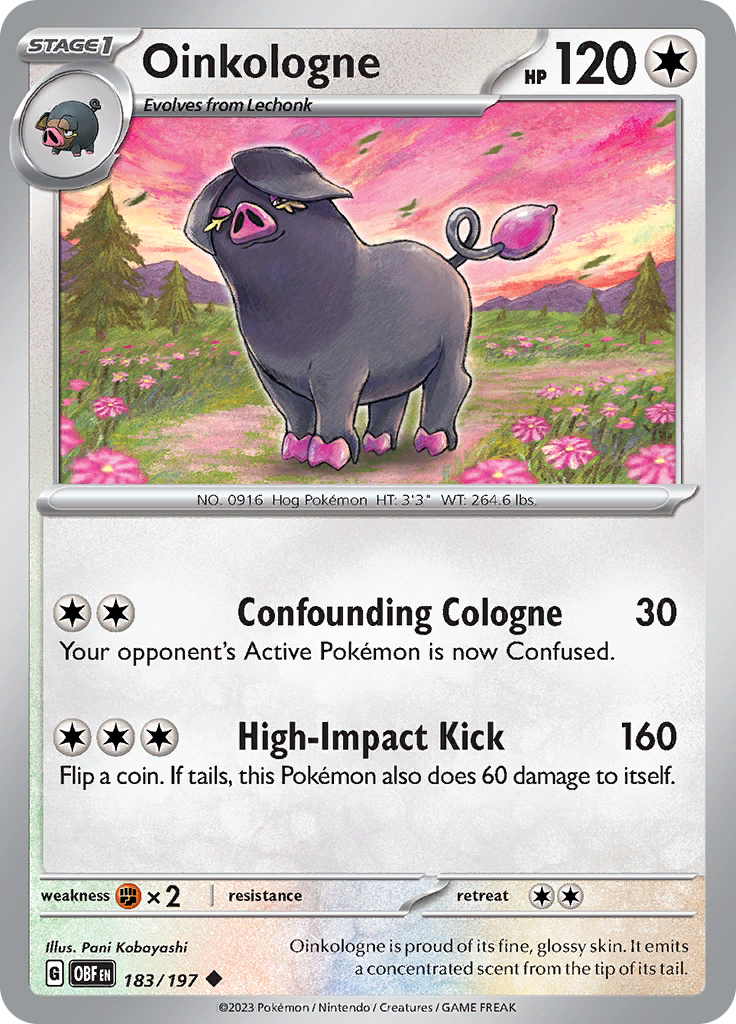 STAGE1
Oinkologne
HP 120
Evolves from Lechonk
NO. 0916 Hog Pokémon HT: 3'3" WT: 264.6 lbs.
Confounding Cologne 30
Your opponent's Active Pokémon is now Confused.
High-Impact Kick 160
Flip a coin. If tails, this Pokémon also does 60 damage to itself.
weakness ×2 resistance retreat
Illus. Pani Kobayashi
Oinkologne is proud of its fine, glossy skin. It emits
a concentrated scent from the tip of its tail.
G OBF EN 183/197
©2023 Pokémon / Nintendo / Creatures / GAME FREAK